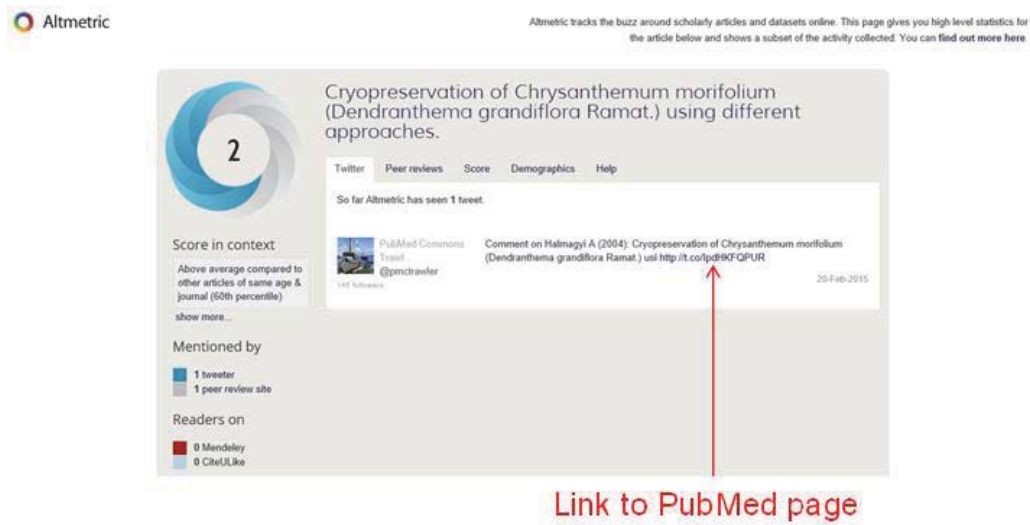 Altmetric
Altmetric tracks the buzz around scholarly articles and datasets online. This page gives you high level statistics for
the article below and shows a subset of the activity collected. You can find out more here.
2
Cryopreservation of Chrysanthemum morifolium
(Dendranthema grandiflora Ramat.) using different
approaches.
Twitter Peer reviews Score Demographics Help
So far Altmetric has seen 1 tweet.
PubMed Commons
@pmctrawler
Comment on Halmagyi A (2004): Cryopreservation of Chrysanthemum morifolium
(Dendranthema grandiflora Ramat.) usi http://t.co/lpdHKFQPUR
20-Feb-2015
Score in context
Above average compared to
other articles of same age &
journal (60th percentile)
show more...
Mentioned by
1 tweeter
1 peer review site
Readers on
0 Mendeley
0 CiteULike
Link to PubMed page